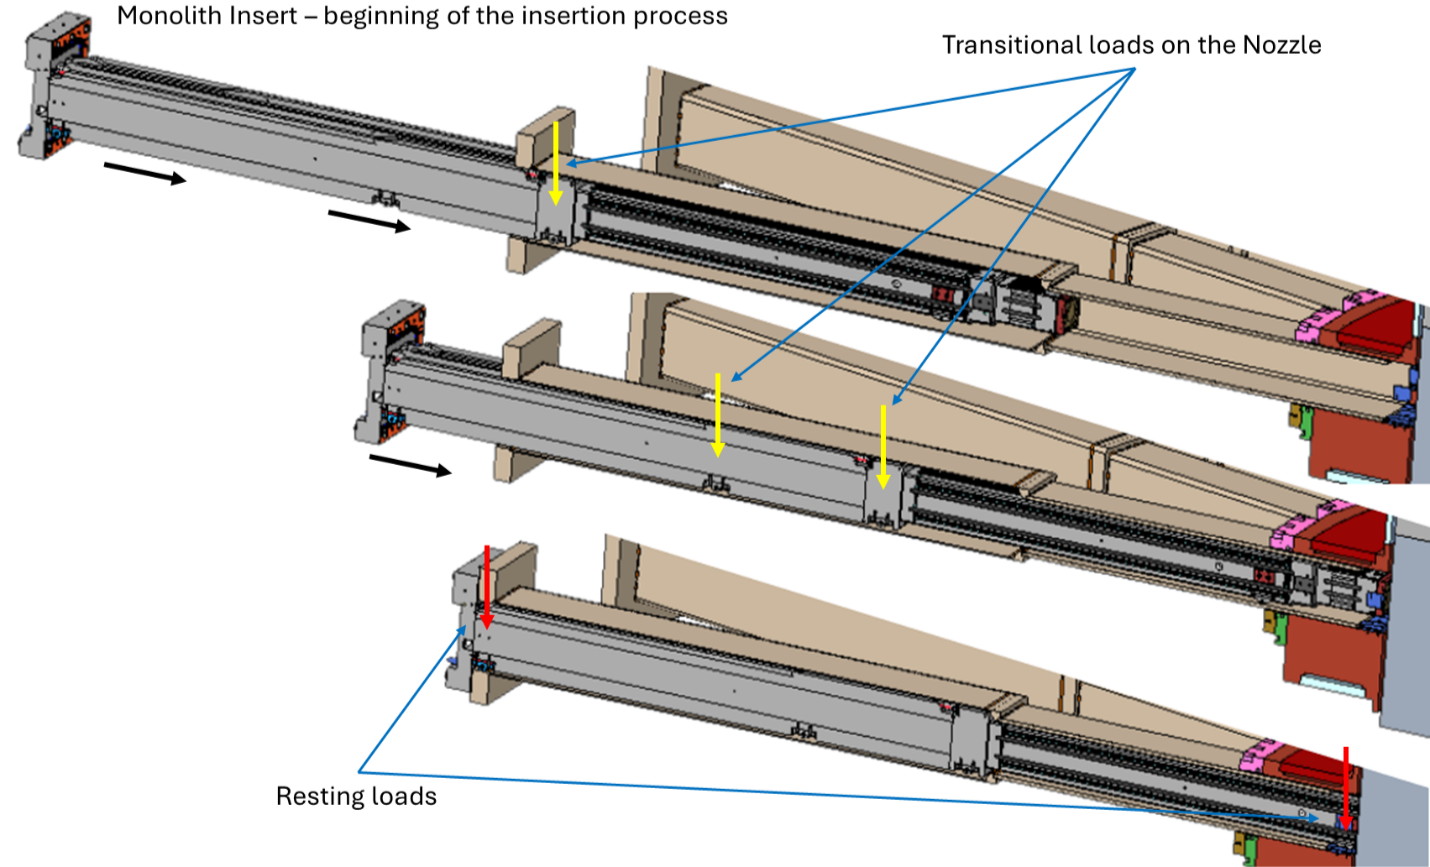 Monolith Insert – beginning of the insertion process
Transitional loads on the Nozzle
Resting loads